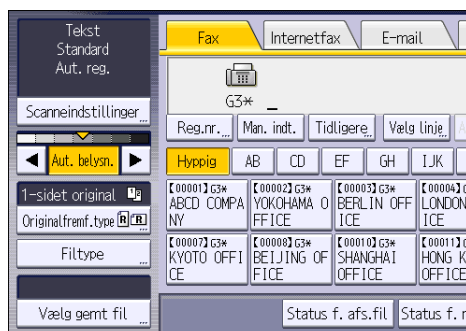 Tekst
Standard
Aut. reg.
Scanneindstillinger
Aut. belysn.
1-sidet original
Originalfremf.type
Filtype
Vælg gemt fil
Fax
Internetfax
E-mail
G3* _
Reg.nr.
Man. indt.
Tidligere
Vælg linje
Hyppig
AB
CD
EF
GH
IJK
[00001] G3*
ABCD COMPA
NY
[00002] G3*
YOKOHAMA O
FFICE
[00003] G3*
BERLIN OFF
ICE
[00004]
LONDON
ICE
[00007] G3*
KYOTO OFFI
CE
[00008] G3*
BEIJING OF
FICE
[00010] G3*
SHANGHAI
OFFICE
[00011]
HONG K
OFFICE
Status f. afs.fil
Status f.